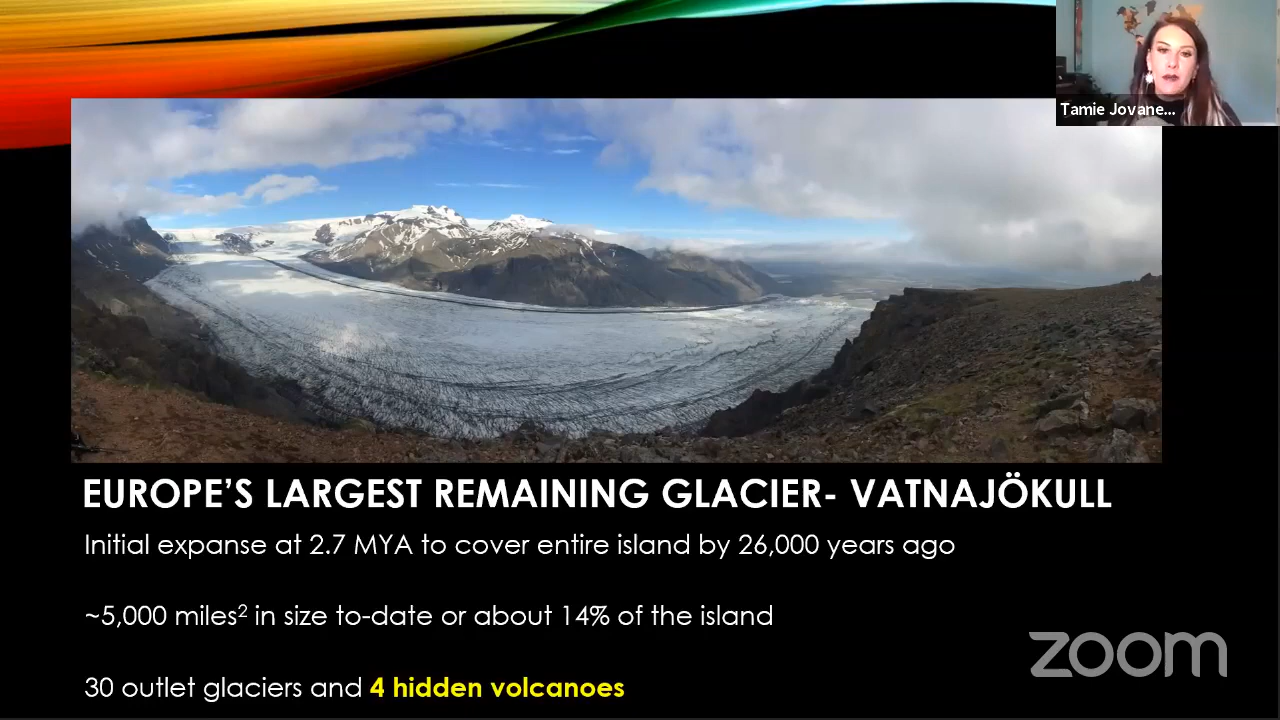 Tamie Jovane...
EUROPE’S LARGEST REMAINING GLACIER- VATNAJÖKULL
Initial expanse at 2.7 MYA to cover entire island by 26,000 years ago
~5,000 miles² in size to-date or about 14% of the island
zoom
30 outlet glaciers and 4 hidden volcanoes